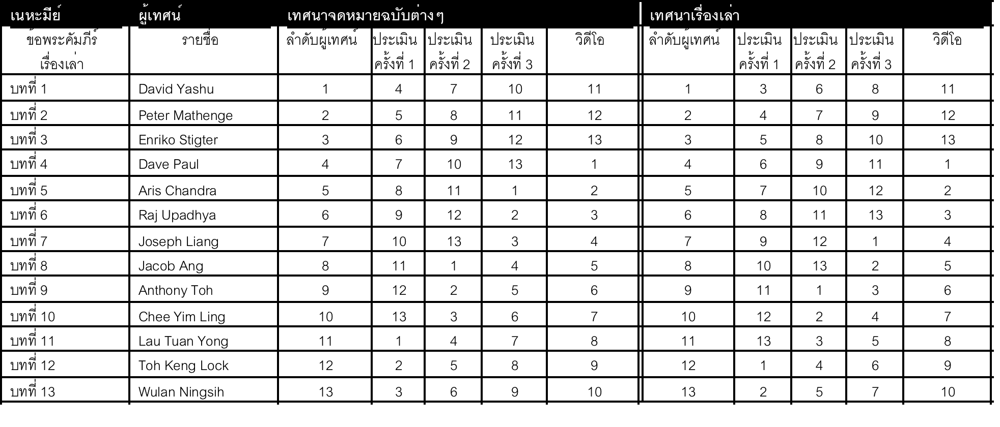 เนหะมีย์ ผู้เทศน์ เทศนาจดหมายฉบับต่างๆ เทศนาเรื่องเล่า
ข้อพระคัมภีร์ รายชื่อ ลำดับผู้เทศน์ ประเมิน ประเมิน ประเมิน วิดีโอ ลำดับผู้เทศน์ ประเมิน ประเมิน ประเมิน วิดีโอ
เรื่องเล่า ครั้งที่ 1 ครั้งที่ 2 ครั้งที่ 3 ครั้งที่ 1 ครั้งที่ 2 ครั้งที่ 3
บทที่ 1 David Yashu 1 4 7 10 11 1 3 6 8 11
บทที่ 2 Peter Mathenge 2 5 8 11 12 2 4 7 9 12
บทที่ 3 Enriko Stigter 3 6 9 12 13 3 5 8 10 13
บทที่ 4 Dave Paul 4 7 10 13 1 4 6 9 11 1
บทที่ 5 Aris Chandra 5 8 11 1 2 5 7 10 12 2
บทที่ 6 Raj Upadhya 6 9 12 2 3 6 8 11 13 3
บทที่ 7 Joseph Liang 7 10 13 3 4 7 9 12 1 4
บทที่ 8 Jacob Ang 8 11 1 4 5 8 10 13 2 5
บทที่ 9 Anthony Toh 9 12 2 5 6 9 11 1 3 6
บทที่ 10 Chee Yim Ling 10 13 3 6 7 10 12 2 4 7
บทที่ 11 Lau Tuan Yong 11 1 4 7 8 11 13 3 5 8
บทที่ 12 Toh Keng Lock 12 2 5 8 9 12 1 4 6 9
บทที่ 13 Wulan Ningsih 13 3 6 9 10 13 2 5 7 10